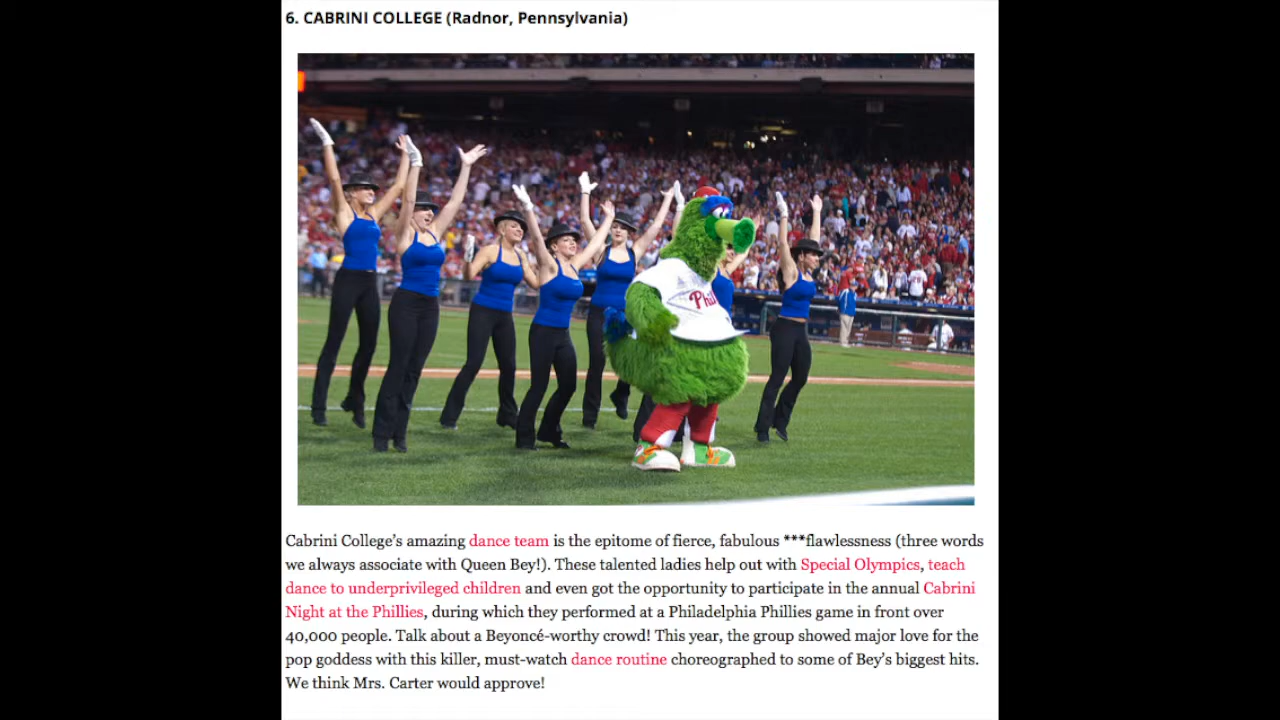 6. CABRINI COLLEGE (Radnor, Pennsylvania)
Phil
Cabrini College's amazing dance team is the epitome of fierce, fabulous ***flawlessness (three words
we always associate with Queen Bey!). These talented ladies help out with Special Olympics, teach
dance to underprivileged children and even got the opportunity to participate in the annual Cabrini
Night at the Phillies, during which they performed at a Philadelphia Phillies game in front over
40,000 people. Talk about a Beyoncé-worthy crowd! This year, the group showed major love for the
pop goddess with this killer, must-watch dance routine choreographed to some of Bey's biggest hits.
We think Mrs. Carter would approve!